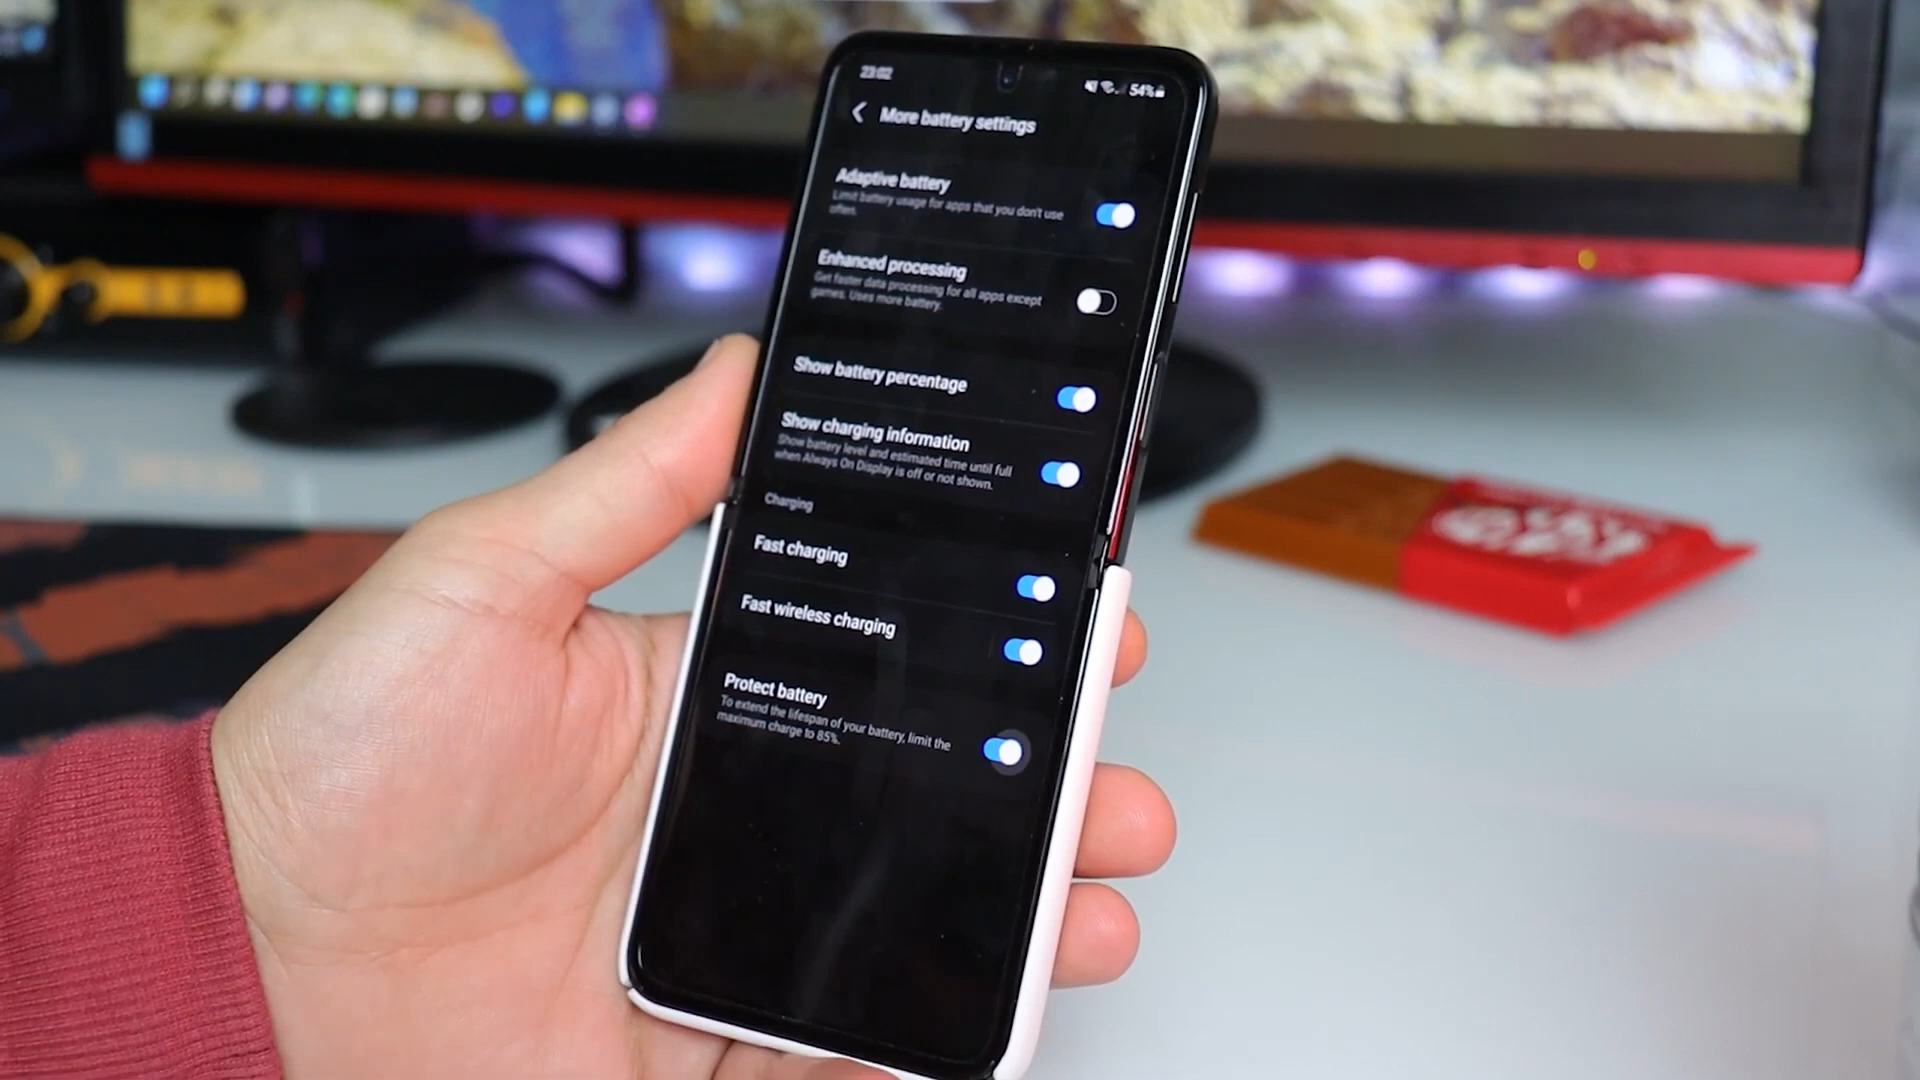 23:02
54%
More battery settings
Adaptive battery
Limit battery usage for apps that you don't use
often.
Enhanced processing
Get faster data processing for all apps except
games. Uses more battery.
Show battery percentage
Show charging information
Show battery level and estimated time until full
when Always On Display is off or not shown.
Charging
Fast charging
Fast wireless charging
Protect battery
To extend the lifespan of your battery, limit the
maximum charge to 85%.